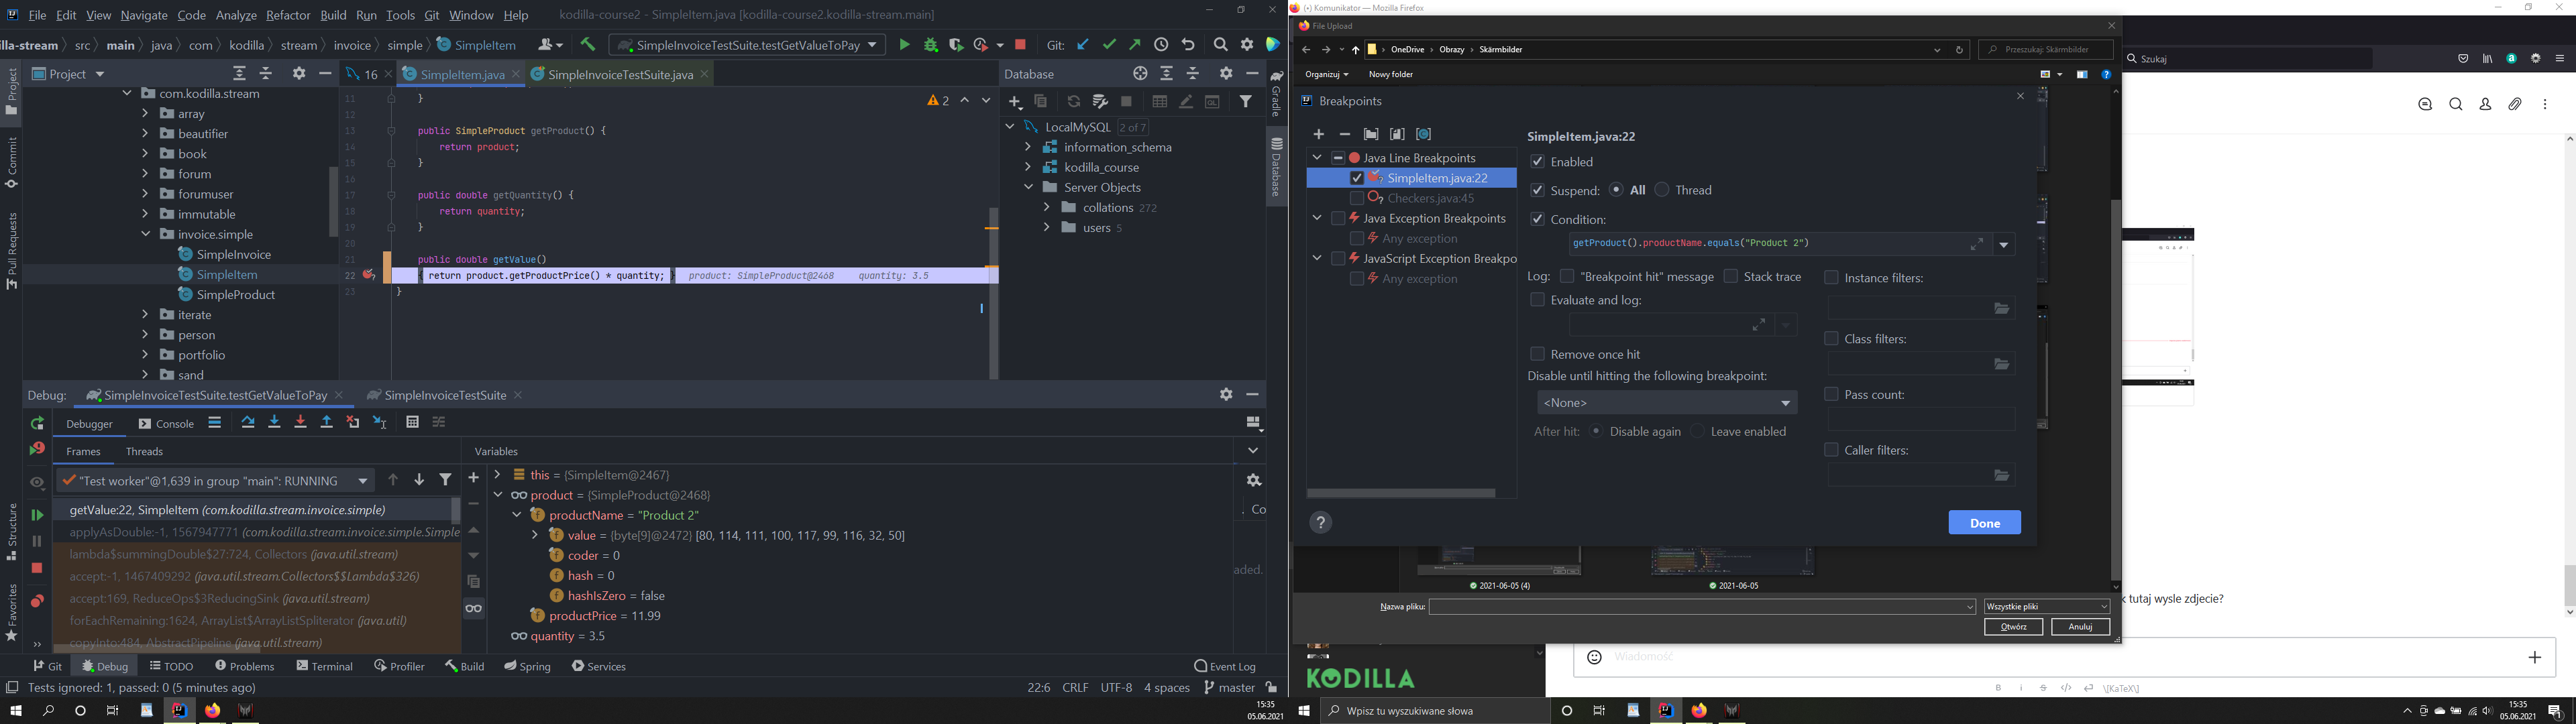 File Edit View Navigate Code Analyze Refactor Build Run Tools Git Window Help kodilla-course2 - SimpleItem.java [kodilla-course2.kodilla-stream.main]
lla-stream src main java com kodilla stream invoice simple SimpleItem SimpleInvoiceTestSuite.testGetValueToPay Git:
Project 16 SimpleItem.java SimpleInvoiceTestSuite.java Database
Project
Commit
Pull Requests
Structure
Favorites
com.kodilla.stream
array
beautifier
book
forum
forumuser
immutable
invoice.simple
SimpleInvoice
SimpleItem
SimpleProduct
iterate
person
portfolio
sand
2
11 }
12
13 public SimpleProduct getProduct() {
14 return product;
15 }
16
17 public double getQuantity() {
18 return quantity;
19 }
20
21 public double getValue()
22 { return product.getProductPrice() * quantity; } product: SimpleProduct@2468 quantity: 3.5
23 }
LocalMySQL 2 of 7
information_schema
kodilla_course
Server Objects
collations 272
users 5
Gradle
Database
Debug: SimpleInvoiceTestSuite.testGetValueToPay SimpleInvoiceTestSuite
Debugger Console
Frames Threads Variables
"Test worker"@1,639 in group "main": RUNNING
getValue:22, SimpleItem (com.kodilla.stream.invoice.simple)
applyAsDouble:-1, 1567947771 (com.kodilla.stream.invoice.simple.Simple
lambda$summingDouble$27:724, Collectors (java.util.stream)
accept:-1, 1467409292 (java.util.stream.Collectors$$Lambda$326)
accept:169, ReduceOps$3ReducingSink (java.util.stream)
forEachRemaining:1624, ArrayList$ArrayListSpliterator (java.util)
copyInto:484, AbstractPipeline (java.util.stream)
this = {SimpleItem@2467}
product = {SimpleProduct@2468}
productName = "Product 2"
value = {byte[9]@2472} [80, 114, 111, 100, 117, 99, 116, 32, 50]
coder = 0
hash = 0
hashIsZero = false
productPrice = 11.99
quantity = 3.5
Co
aded.
Git Debug TODO Problems Terminal Profiler Build Spring Services Event Log
Tests ignored: 1, passed: 0 (5 minutes ago) 22:6 CRLF UTF-8 4 spaces master
15:35
05.06.2021
(•) Komunikator — Mozilla Firefox
File Upload
OneDrive Obrazy Skärmbilder Przeszukaj: Skärmbilder
Organizuj Nowy folder
Szukaj
Breakpoints
Java Line Breakpoints
SimpleItem.java:22
Checkers.java:45
Java Exception Breakpoints
Any exception
JavaScript Exception Breakpo
Any exception
SimpleItem.java:22
Enabled
Suspend: All Thread
Condition:
getProduct().productName.equals("Product 2")
Log: "Breakpoint hit" message Stack trace Instance filters:
Evaluate and log:
Class filters:
Remove once hit
Disable until hitting the following breakpoint:
Pass count:
<None>
After hit: Disable again Leave enabled
Caller filters:
? Done
2021-06-05 (4) 2021-06-05
Nazwa pliku: Wszystkie pliki
Otwórz Anuluj
k tutaj wysle zdjecie?
Wiadomość
KODILLA
B i S </> \[KaTeX\]
Wpisz tu wyszukiwane słowa
15:35
05.06.2021